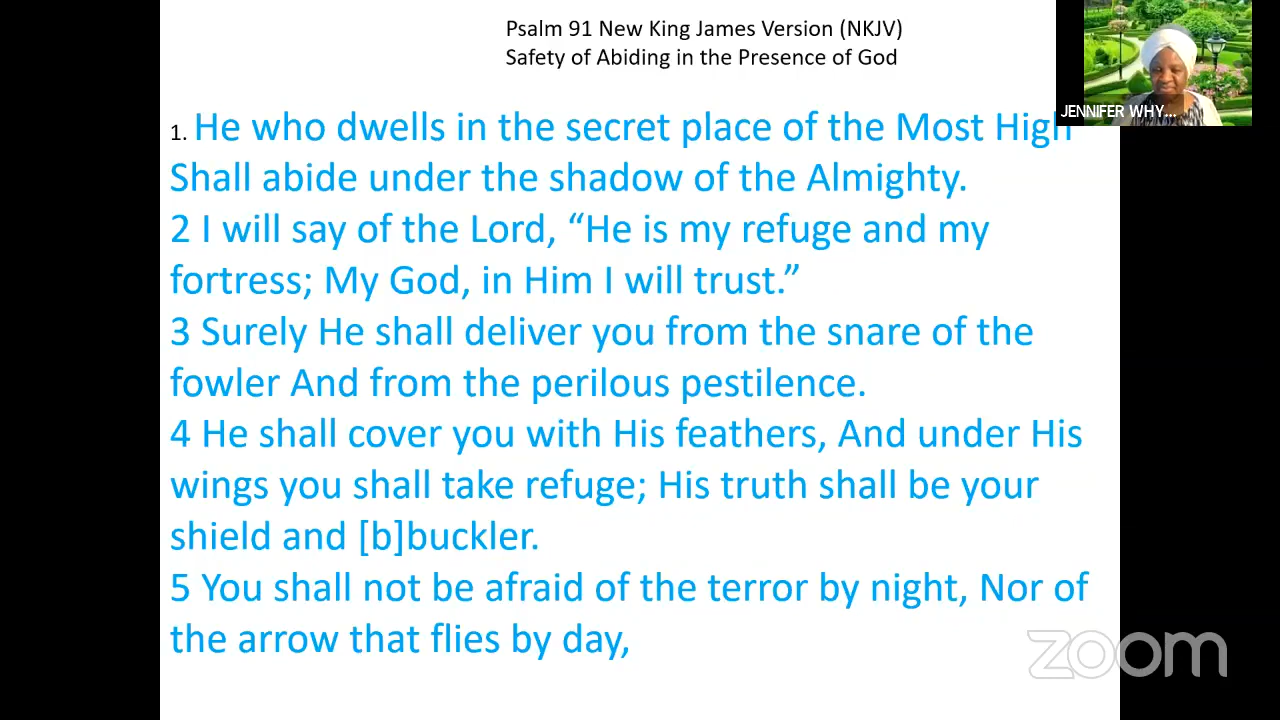 Psalm 91 New King James Version (NKJV)
Safety of Abiding in the Presence of God
JENNIFER WHY...
1. He who dwells in the secret place of the Most High
Shall abide under the shadow of the Almighty.
2 I will say of the Lord, “He is my refuge and my
fortress; My God, in Him I will trust.”
3 Surely He shall deliver you from the snare of the
fowler And from the perilous pestilence.
4 He shall cover you with His feathers, And under His
wings you shall take refuge; His truth shall be your
shield and [b]buckler.
5 You shall not be afraid of the terror by night, Nor of
the arrow that flies by day,
zoom